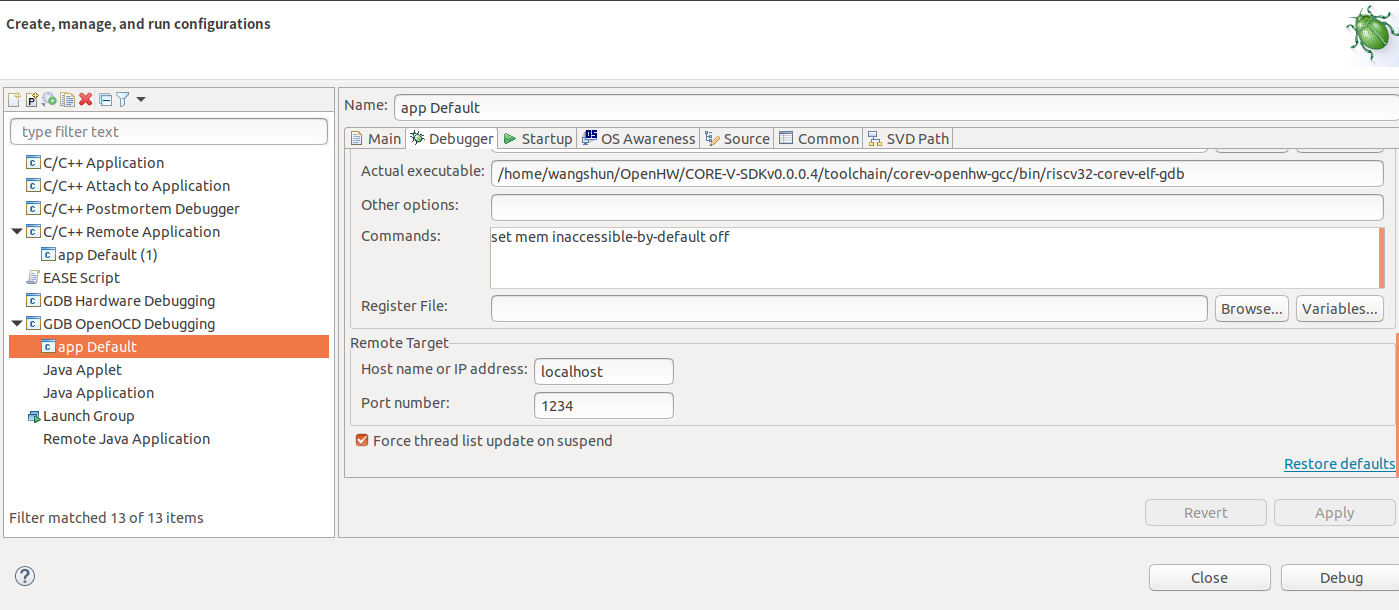 Create, manage, and run configurations
type filter text
C/C++ Application
C/C++ Attach to Application
C/C++ Postmortem Debugger
C/C++ Remote Application
app Default (1)
EASE Script
GDB Hardware Debugging
GDB OpenOCD Debugging
app Default
Java Applet
Java Application
Launch Group
Remote Java Application
Filter matched 13 of 13 items
Name: app Default
Main Debugger Startup OS Awareness Source Common SVD Path
Actual executable: /home/wangshun/OpenHW/CORE-V-SDKv0.0.0.4/toolchain/corev-openhw-gcc/bin/riscv32-corev-elf-gdb
Other options:
Commands: set mem inaccessible-by-default off
Register File: Browse... Variables...
Remote Target
Host name or IP address: localhost
Port number: 1234
Force thread list update on suspend
Restore defaults
Revert Apply
Close Debug